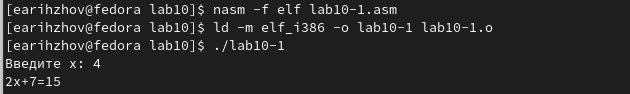 [earihzhov@fedora lab10]$ nasm -f elf lab10-1.asm
[earihzhov@fedora lab10]$ ld -m elf_i386 -o lab10-1 lab10-1.o
[earihzhov@fedora lab10]$ ./lab10-1
Введите x: 4
2x+7=15